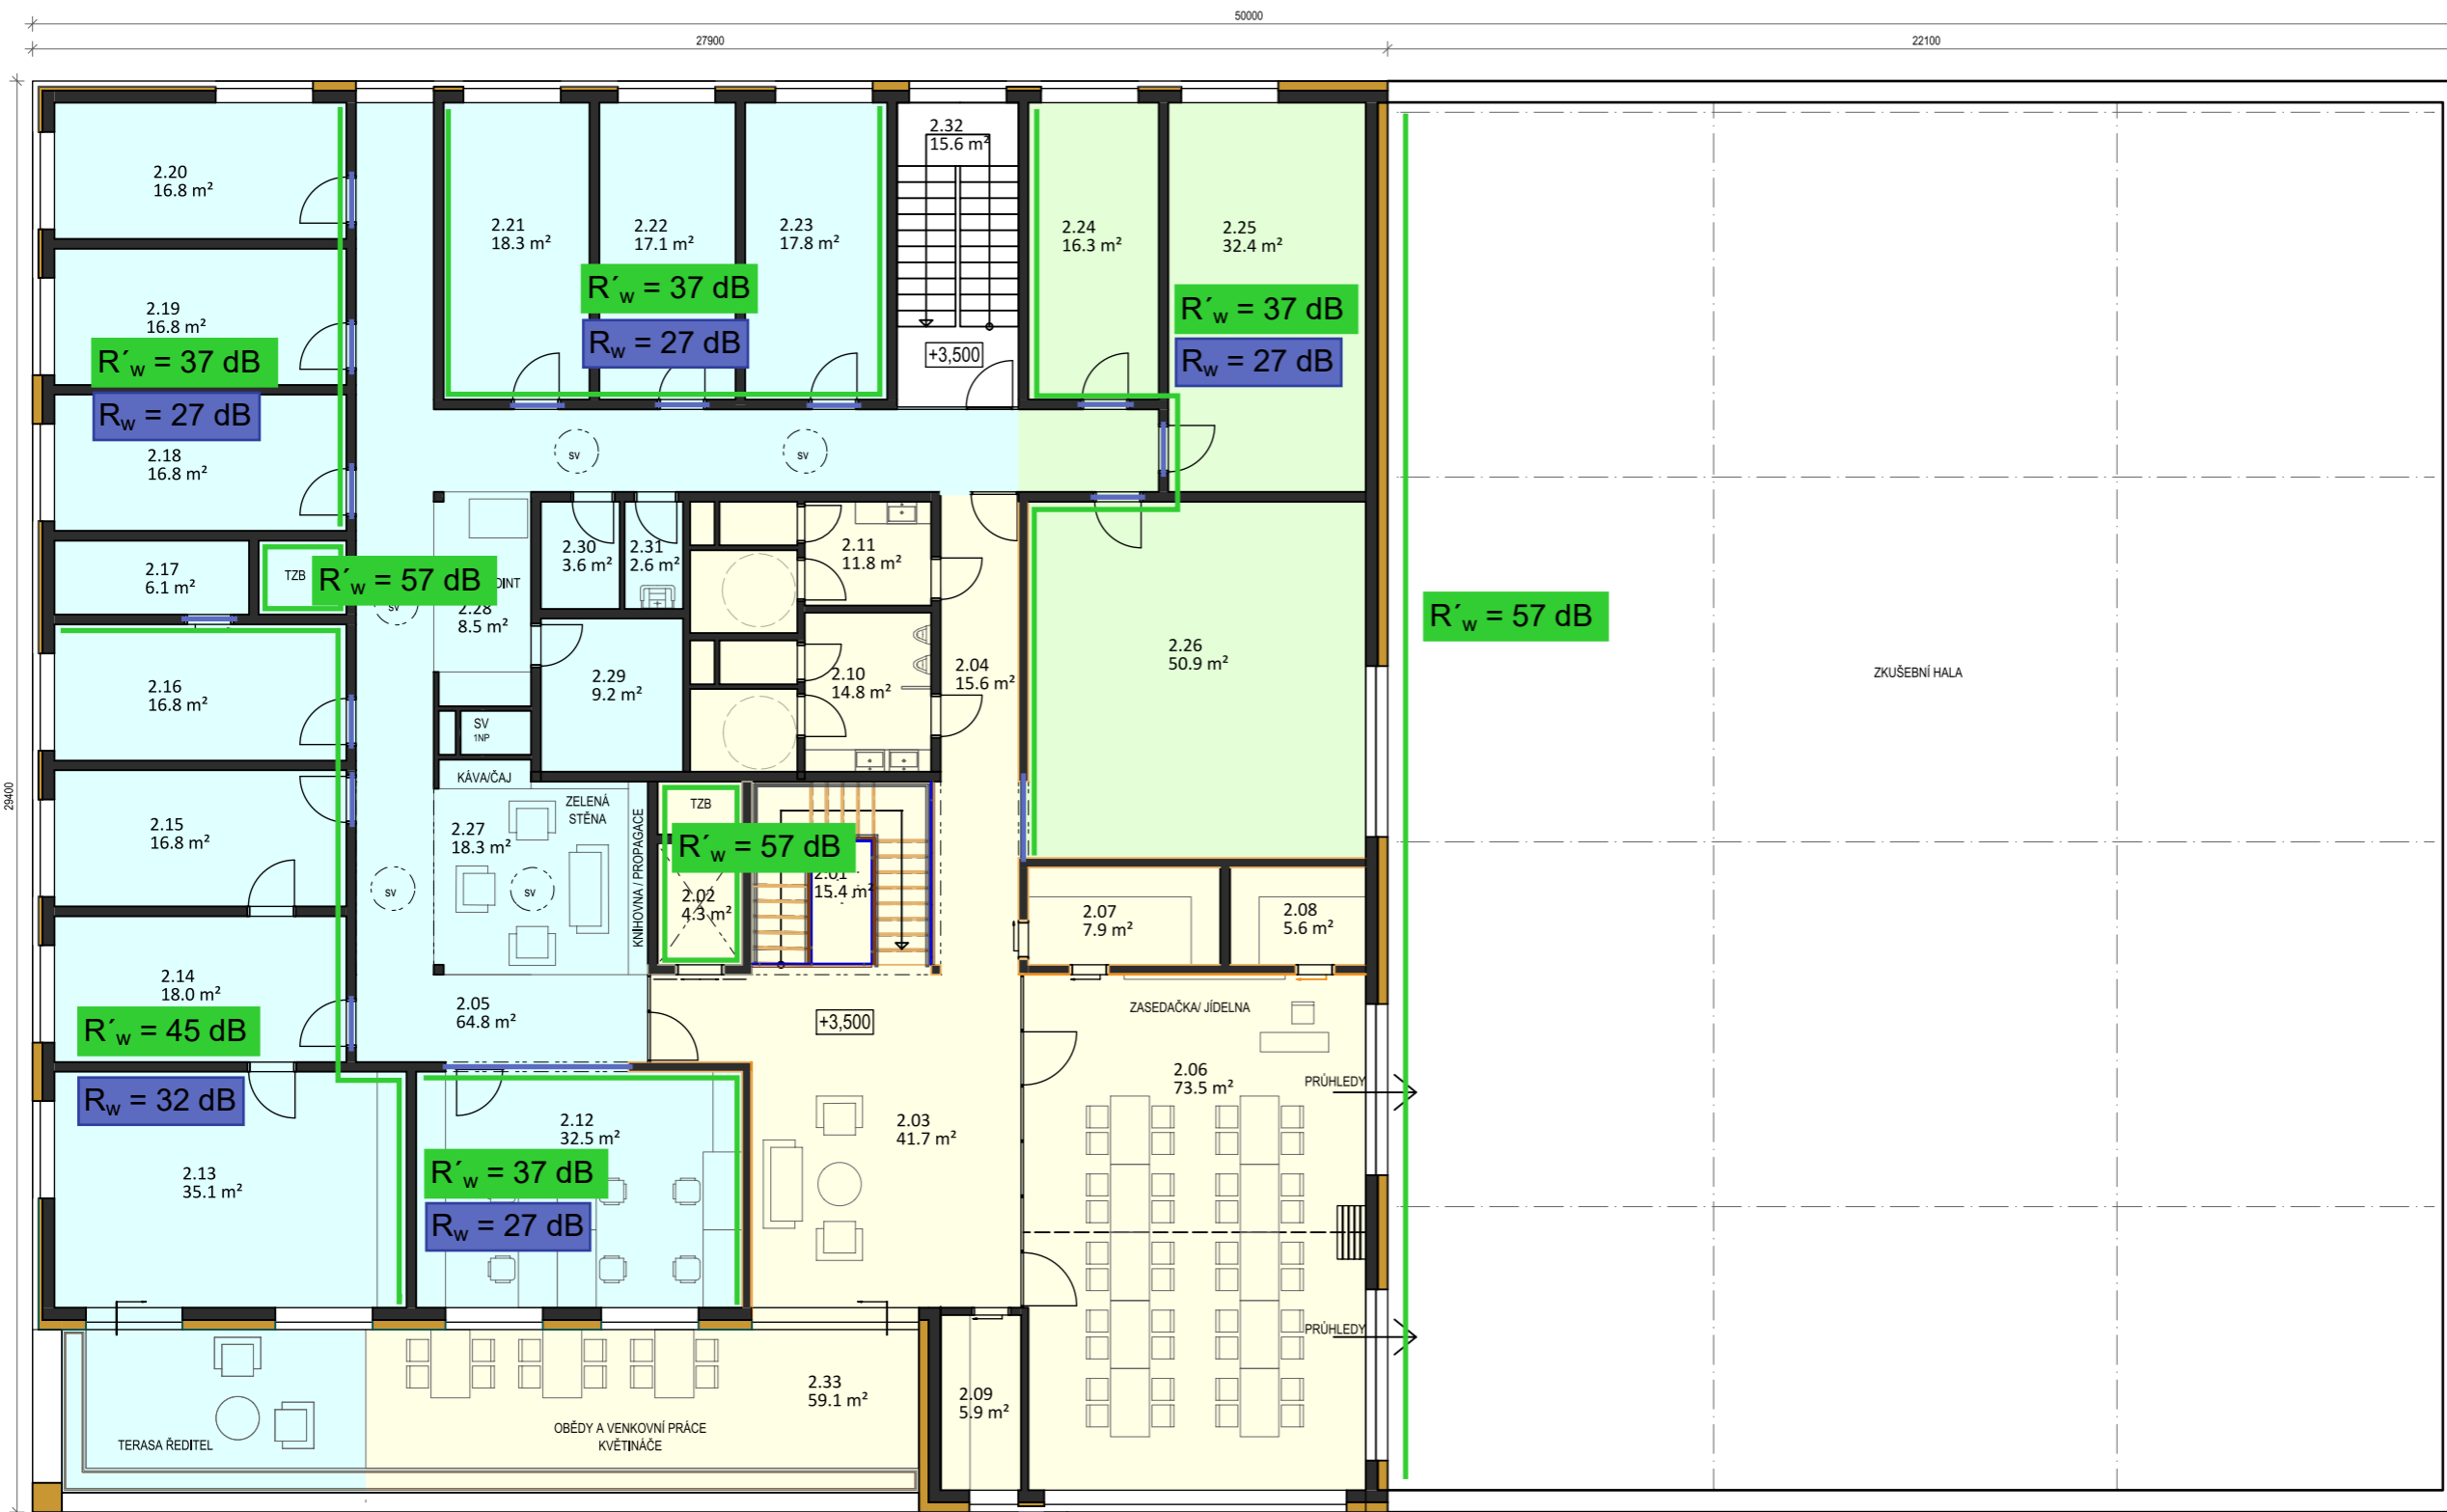 50000
27900
22100
29400
2.20
16.8 m²
2.21
18.3 m²
2.22
17.1 m²
2.23
17.8 m²
2.32
15.6 m²
2.24
16.3 m²
2.25
32.4 m²
R´w = 37 dB
Rw = 27 dB
R´w = 37 dB
Rw = 27 dB
+3,500
2.19
16.8 m²
R´w = 37 dB
Rw = 27 dB
2.18
16.8 m²
sv
sv
2.17
6.1 m²
TZB
R´w = 57 dB
OINT
sv
2.28
8.5 m²
2.30
3.6 m²
2.31
2.6 m²
2.11
11.8 m²
R´w = 57 dB
2.26
50.9 m²
ZKUŠEBNÍ HALA
2.16
16.8 m²
2.29
9.2 m²
2.10
14.8 m²
2.04
15.6 m²
SV
1NP
KÁVA/ČAJ
ZELENÁ
STĚNA
KNIHOVNA / PROPAGACE
TZB
2.15
16.8 m²
2.27
18.3 m²
R´w = 57 dB
2.01
15.4 m²
2.02
4.3 m²
sv
sv
2.07
7.9 m²
2.08
5.6 m²
2.14
18.0 m²
R´w = 45 dB
2.05
64.8 m²
+3,500
ZASEDAČKA/ JÍDELNA
2.06
73.5 m²
PRŮHLEDY
Rw = 32 dB
2.12
32.5 m²
2.03
41.7 m²
2.13
35.1 m²
R´w = 37 dB
Rw = 27 dB
PRŮHLEDY
2.33
59.1 m²
2.09
5.9 m²
TERASA ŘEDITEL
OBĚDY A VENKOVNÍ PRÁCE
KVĚTINÁČE